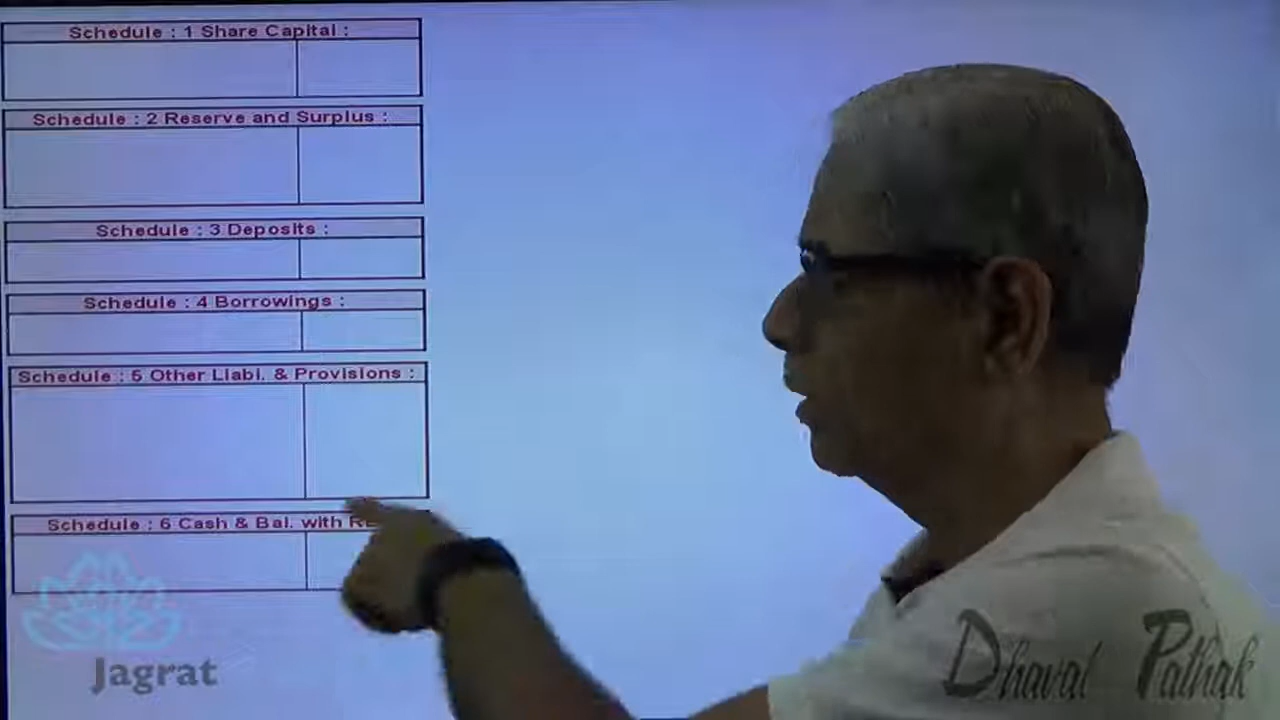 Schedule : 1 Share Capital :
Schedule : 2 Reserve and Surplus :
Schedule : 3 Deposits :
Schedule : 4 Borrowings :
Schedule : 5 Other Liabi. & Provisions :
Schedule : 6 Cash & Bal. with
Jagrat
Dhaval Pathak